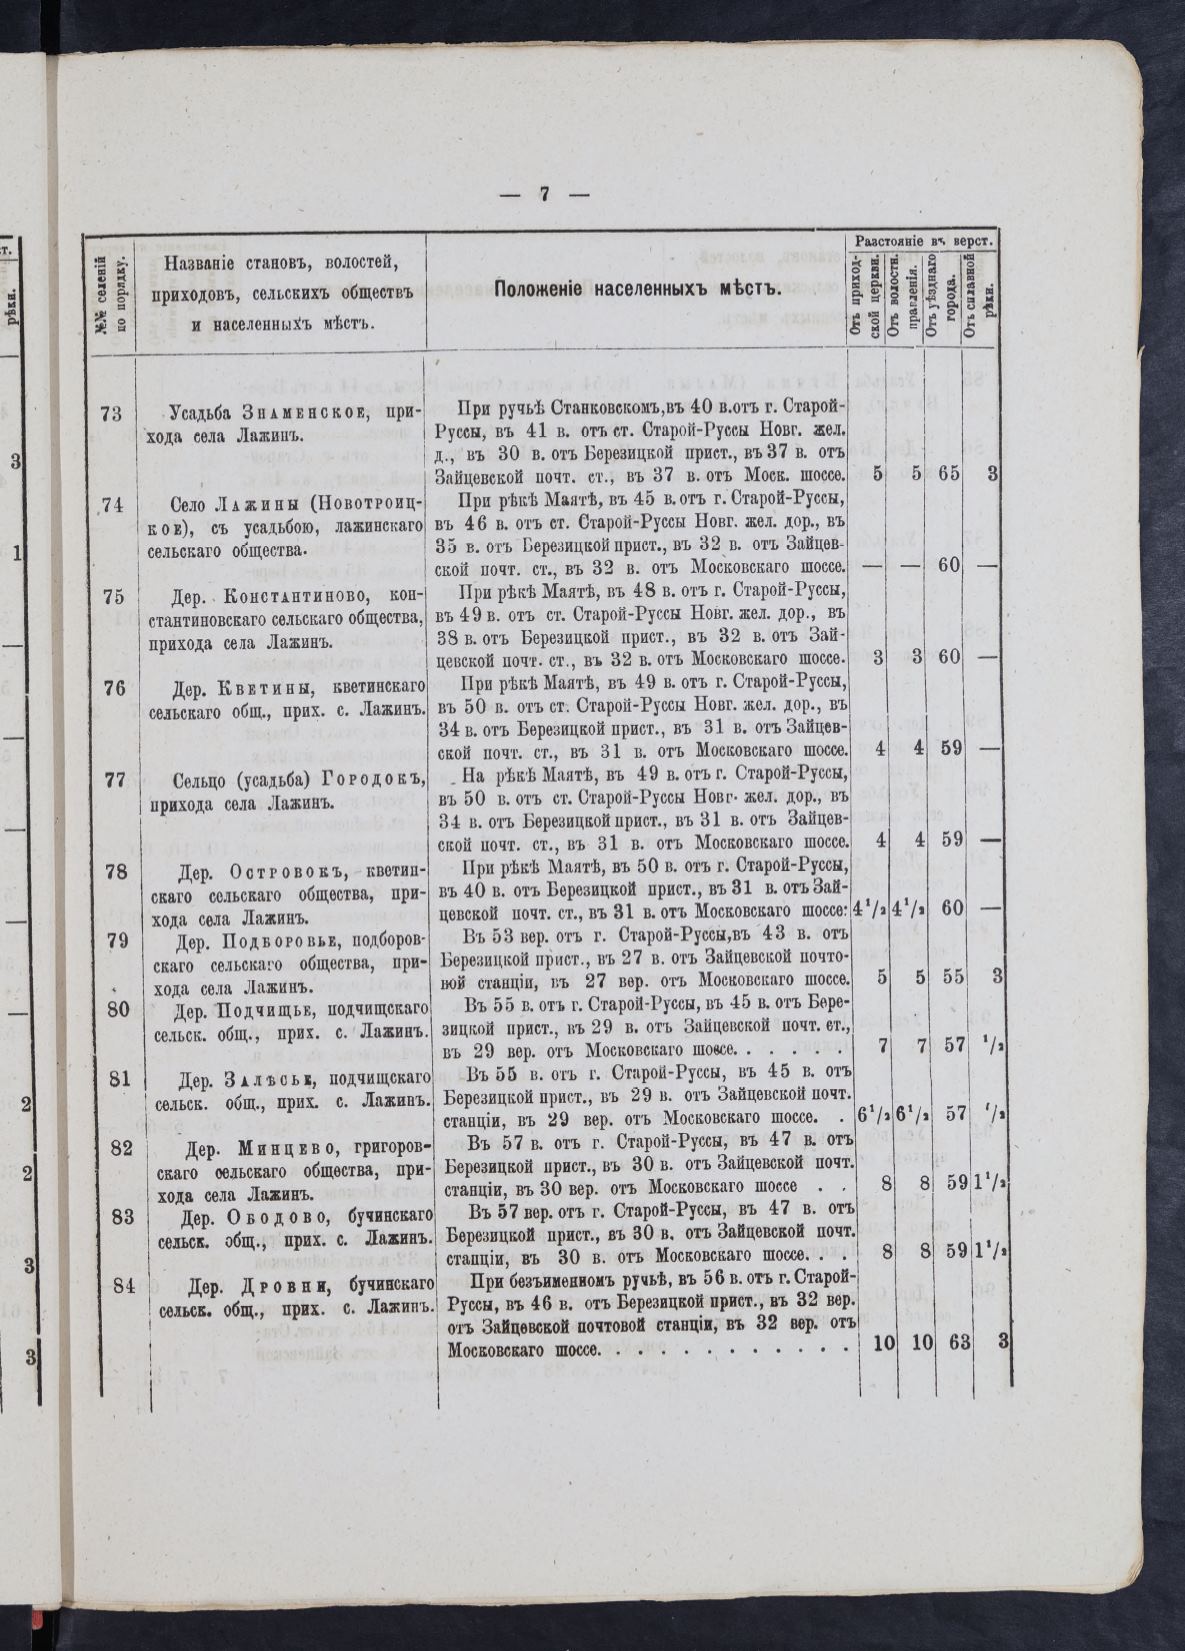 — 7 —
№№ селеній по порядку.
Названіе становъ, волостей,
приходовъ, сельскихъ обществъ
и населенныхъ мѣстъ.
Положеніе населенныхъ мѣстъ.
Разстояніе въ верст.
Отъ приход-
ской церкви.
Отъ волостн.
правленія.
Отъ уѣзднаго
города.
Отъ сплавной
рѣки.
73
Усадьба Знаменское, при-
хода села Лажинъ.
При ручьѣ Станковскомъ, въ 40 в. отъ г. Старой-
Руссы, въ 41 в. отъ ст. Старой-Руссы Новг. жел.
д., въ 30 в. отъ Березицкой прист., въ 37 в. отъ
Зайцевской почт. ст., въ 37 в. отъ Моск. шоссе. 5 5 65 3
74
Село Лажины (Новотроиц-
кое), съ усадьбою, лажинскаго
сельскаго общества.
При рѣкѣ Маятѣ, въ 45 в. отъ г. Старой-Руссы,
въ 46 в. отъ ст. Старой-Руссы Новг. жел. дор., въ
35 в. отъ Березицкой прист., въ 32 в. отъ Зайцев-
ской почт. ст., въ 32 в. отъ Московскаго шоссе. — — 60 —
75
Дер. Константиново, кон-
стантиновскаго сельскаго общества,
прихода села Лажинъ.
При рѣкѣ Маятѣ, въ 48 в. отъ г. Старой-Руссы,
въ 49 в. отъ ст. Старой-Руссы Новг. жел. дор., въ
38 в. отъ Березицкой прист., въ 32 в. отъ Зай-
цевской почт. ст., въ 32 в. отъ Московскаго шоссе. 3 3 60 —
76
Дер. Кветины, кветинскаго
сельскаго общ., прих. с. Лажинъ.
При рѣкѣ Маятѣ, въ 49 в. отъ г. Старой-Руссы,
въ 50 в. отъ ст. Старой-Руссы Новг. жел. дор., въ
34 в. отъ Березицкой прист., въ 31 в. отъ Зайцев-
ской почт. ст., въ 31 в. отъ Московскаго шоссе. 4 4 59 —
77
Сельцо (усадьба) Городокъ,
прихода села Лажинъ.
На рѣкѣ Маятѣ, въ 49 в. отъ г. Старой-Руссы,
въ 50 в. отъ ст. Старой-Руссы Новг. жел. дор., въ
34 в. отъ Березицкой прист., въ 31 в. отъ Зайцев-
ской почт. ст., въ 31 в. отъ Московскаго шоссе. 4 4 59 —
78
Дер. Островокъ, кветин-
скаго сельскаго общества, при-
хода села Лажинъ.
При рѣкѣ Маятѣ, въ 50 в. отъ г. Старой-Руссы,
въ 40 в. отъ Березицкой прист., въ 31 в. отъ Зай-
цевской почт. ст., въ 31 в. отъ Московскаго шоссе: 4¹/₂ 4¹/₂ 60 —
79
Дер. Подборовье, подборов-
скаго сельскаго общества, при-
хода села Лажинъ.
Въ 53 вер. отъ г. Старой-Руссы, въ 43 в. отъ
Березицкой прист., въ 27 в. отъ Зайцевской почто-
вой станціи, въ 27 вер. отъ Московскаго шоссе. 5 5 55 3
80
Дер. Подчищье, подчищскаго
сельск. общ., прих. с. Лажинъ.
Въ 55 в. отъ г. Старой-Руссы, въ 45 в. отъ Бере-
зицкой прист., въ 29 в. отъ Зайцевской почт. ст.,
въ 29 вер. отъ Московскаго шоссе. . . . . . 7 7 57 ¹/₂
81
Дер. Залѣсье, подчищскаго
сельск. общ., прих. с. Лажинъ.
Въ 55 в. отъ г. Старой-Руссы, въ 45 в. отъ
Березицкой прист., въ 29 в. отъ Зайцевской почт.
станціи, въ 29 вер. отъ Московскаго шоссе. . 6¹/₂ 6¹/₂ 57 ¹/₂
82
Дер. Минцево, григоров-
скаго сельскаго общества, при-
хода села Лажинъ.
Въ 57 в. отъ г. Старой-Руссы, въ 47 в. отъ
Березицкой прист., въ 30 в. отъ Зайцевской почт.
станціи, въ 30 вер. отъ Московскаго шоссе . . 8 8 59 1¹/₂
83
Дер. Ободово, бучинскаго
сельск. общ., прих. с. Лажинъ.
Въ 57 вер. отъ г. Старой-Руссы, въ 47 в. отъ
Березицкой прист., въ 30 в. отъ Зайцевской почт.
станціи, въ 30 в. отъ Московскаго шоссе. . . 8 8 59 1¹/₂
84
Дер. Дровни, бучинскаго
сельск. общ., прих. с. Лажинъ.
При безъименномъ ручьѣ, въ 56 в. отъ г. Старой-
Руссы, въ 46 в. отъ Березицкой прист., въ 32 вер.
отъ Зайцевской почтовой станціи, въ 32 вер. отъ
Московскаго шоссе. . . . . . . . . . . . 10 10 63 3